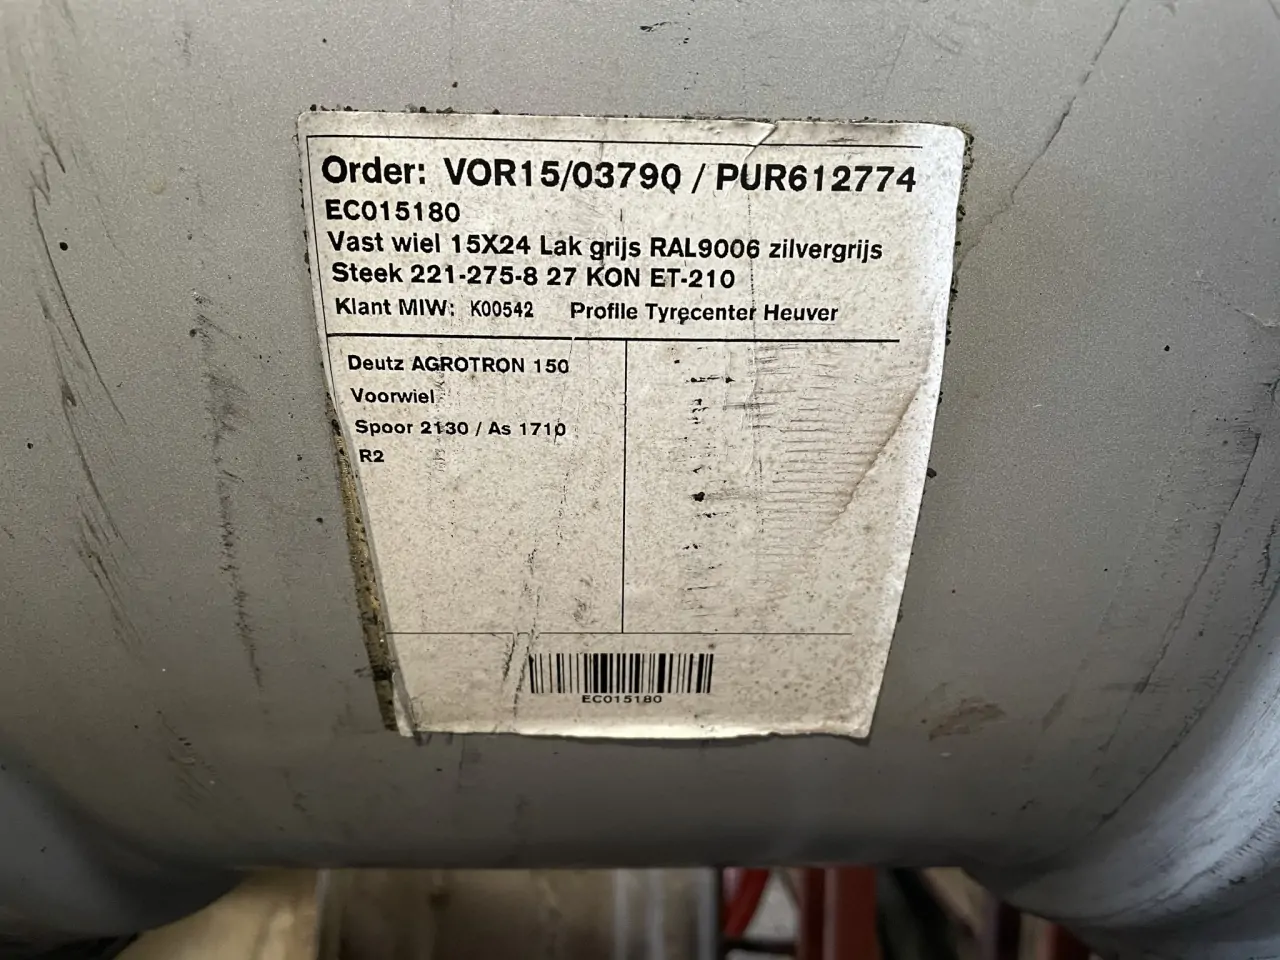 Order: VOR15/03790 / PUR612774
EC015180
Vast wiel 15X24 Lak grijs RAL9006 zilvergrijs
Steek 221-275-8 27 KON ET-210
Klant MIW: K00542 Profile Tyrecenter Heuver
Deutz AGROTRON 150
Voorwiel
Spoor 2130 / As 1710
R2
EC015180